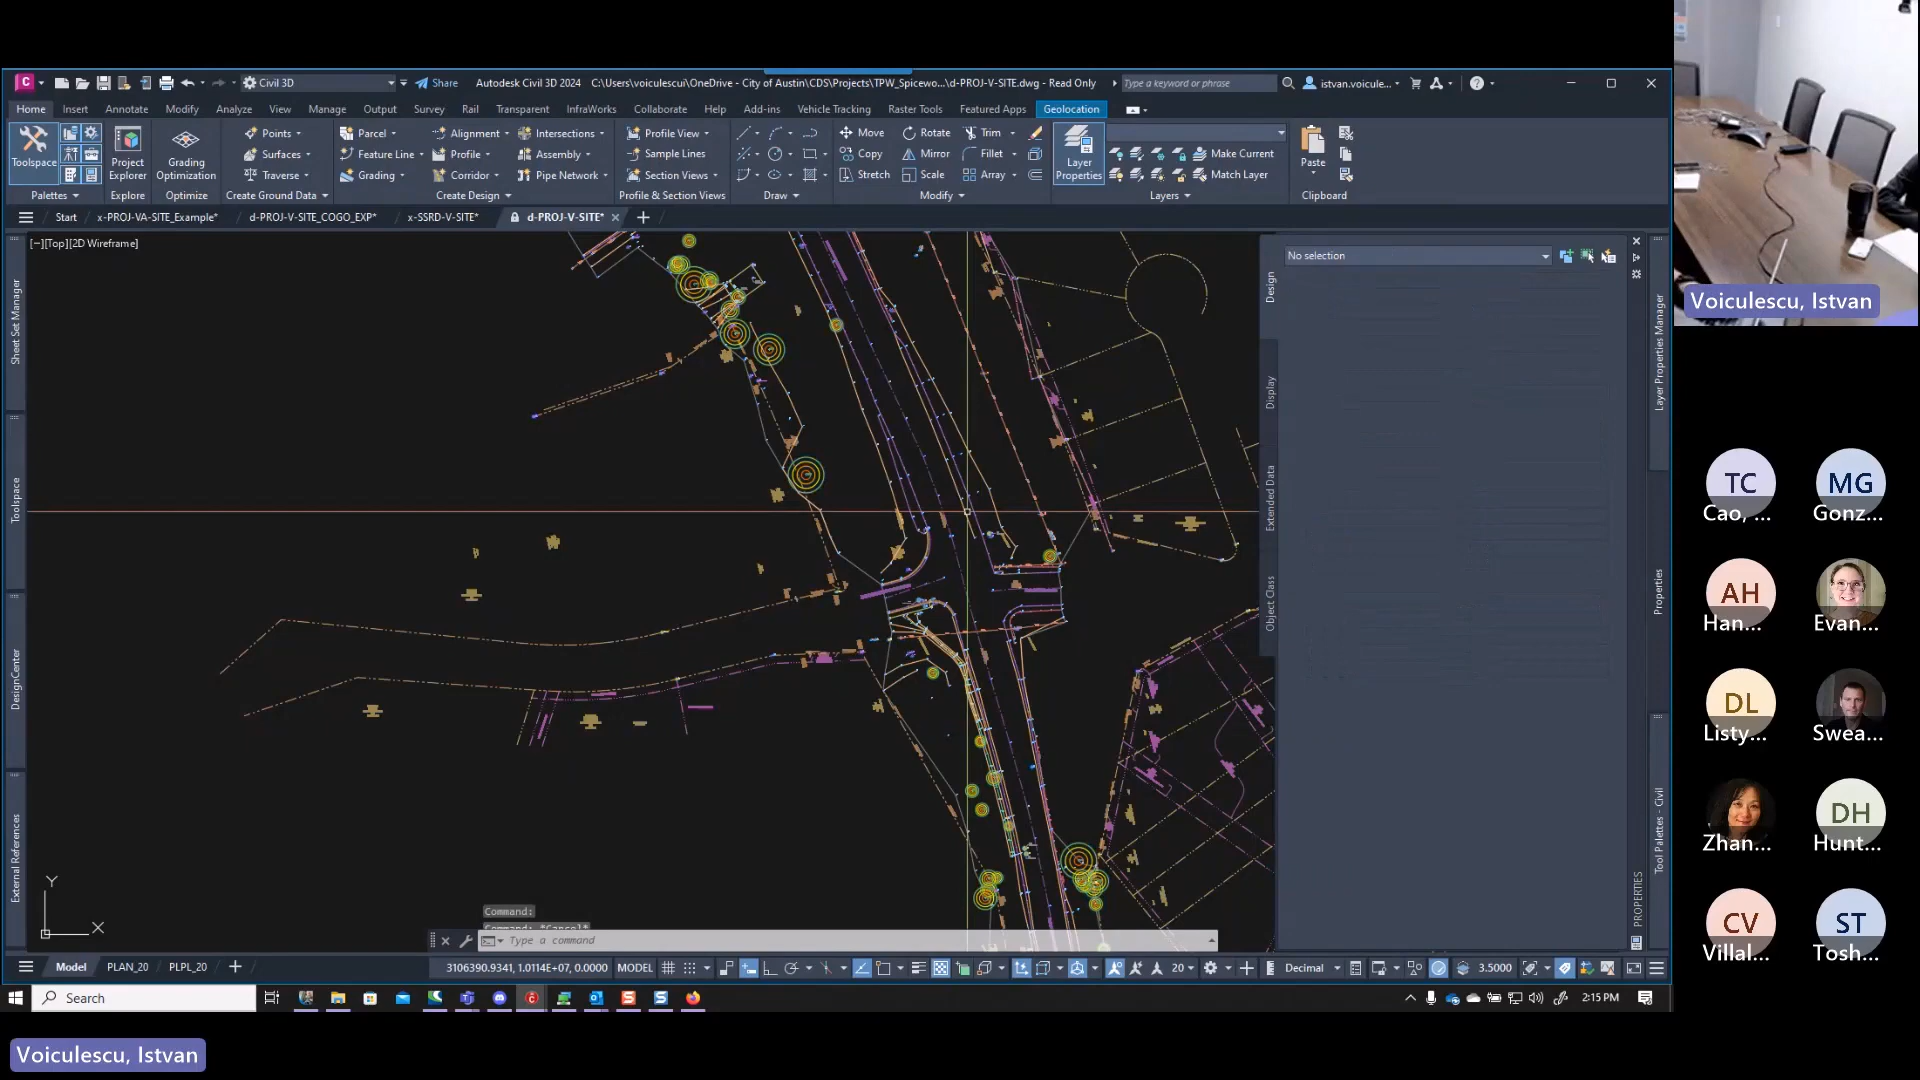 Civil 3D
Share
Autodesk Civil 3D 2024
C:\Users\voiculescui\OneDrive - City of Austin\CDS\Projects\TPW_Spicewo...\d-PROJ-V-SITE.dwg - Read Only
Type a keyword or phrase
istvan.voicule...
Home Insert Annotate Modify Analyze View Manage Output Survey Rail Transparent InfraWorks Collaborate Help Add-ins Vehicle Tracking Raster Tools Featured Apps Geolocation
Points Parcel Alignment Intersections Profile View Move Rotate Trim
Toolspace Project Explorer Grading Optimization Surfaces Feature Line Profile Assembly Sample Lines Copy Mirror Fillet Layer Properties Make Current Paste
Traverse Grading Corridor Pipe Network Section Views Stretch Scale Array Match Layer
Palettes Explore Optimize Create Ground Data Create Design Profile & Section Views Draw Modify Layers Clipboard
Start x-PROJ-VA-SITE_Example* d-PROJ-V-SITE_COGO_EXP* x-SSRD-V-SITE* d-PROJ-V-SITE*
[−][Top][2D Wireframe]
No selection
Sheet Set Manager
Toolspace
DesignCenter
External References
Design
Display
Extended Data
Object Class
PROPERTIES
Layer Properties Manager
Properties
Tool Palettes - Civil
Y
X
Command:
Command: *Cancel*
Type a command
Model PLAN_20 PLPL_20
3106390.9341, 1.0114E+07, 0.0000 MODEL 20 Decimal 3.5000
Search
2:15 PM
Voiculescu, Istvan
Voiculescu, Istvan
TC
Cao, ...
MG
Gonz...
AH
Han...
Evan...
DL
Listy...
Swea...
Zhan...
DH
Hunt...
CV
Villal...
ST
Tosh...